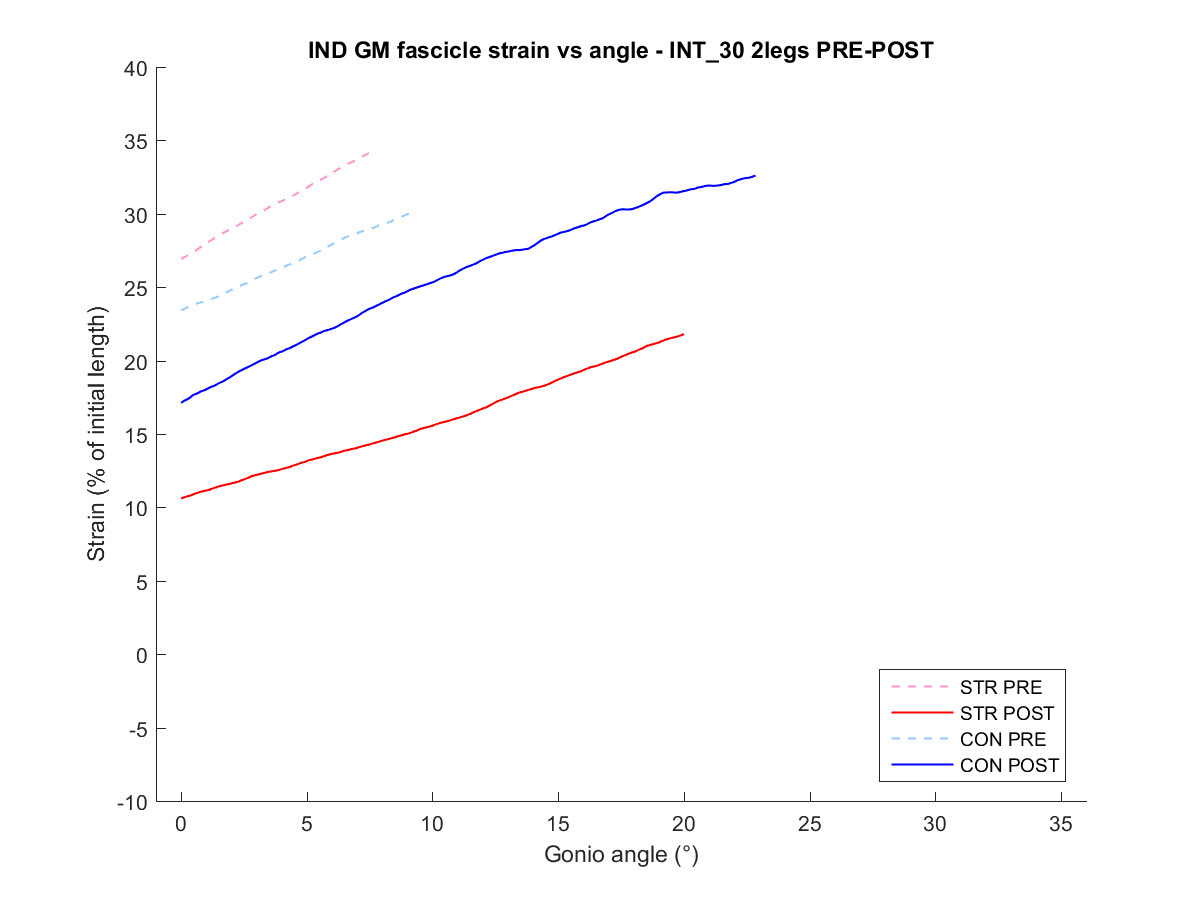 IND GM fascicle strain vs angle - INT_30 2legs PRE-POST
40
35
30
25
20
15
10
5
0
-5
-10
Strain (% of initial length)
0 5 10 15 20 25 30 35
Gonio angle (°)
STR PRE
STR POST
CON PRE
CON POST